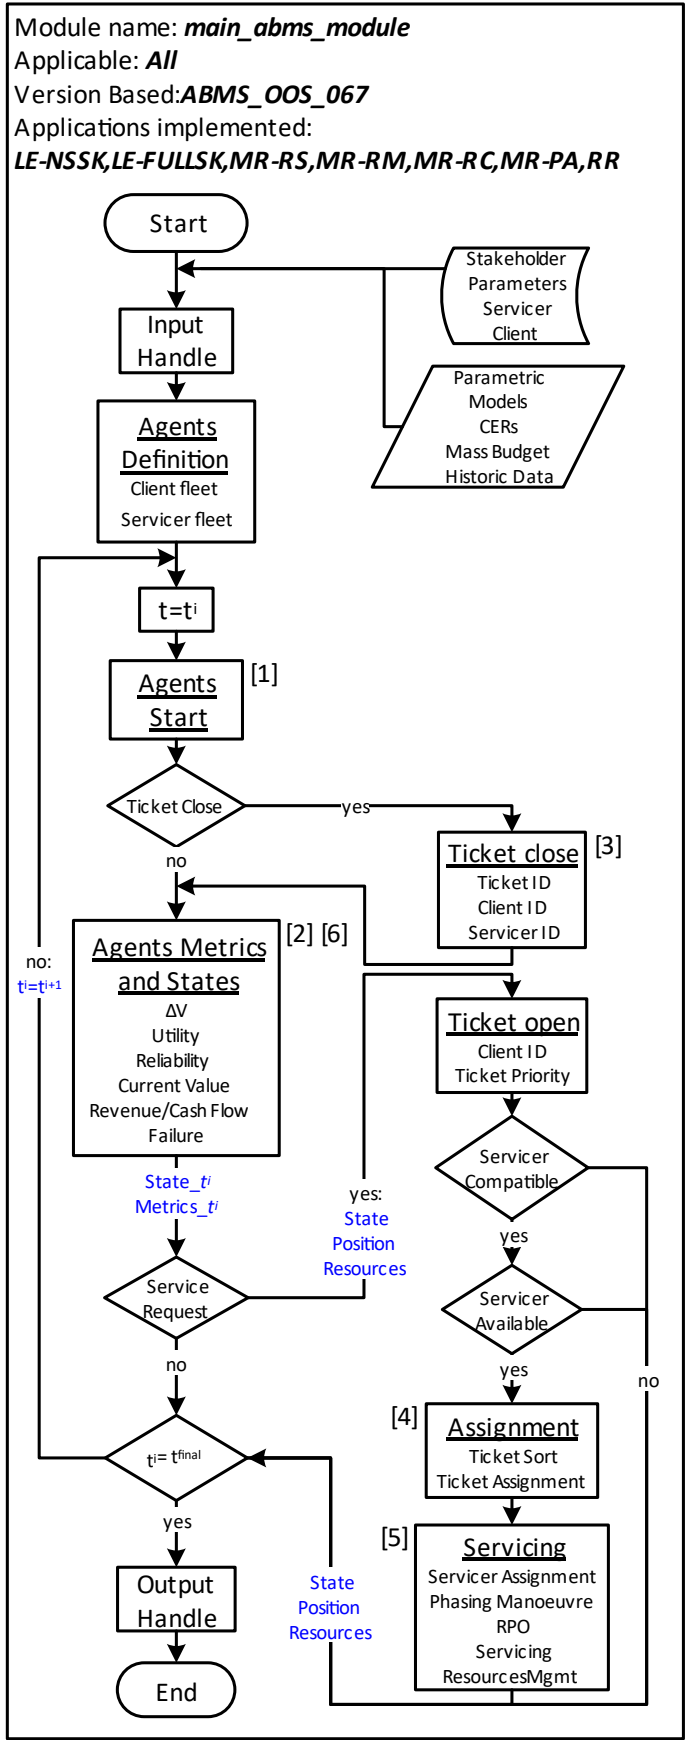 Module name: main_abms_module
Applicable: All
Version Based:ABMS_OOS_067
Applications implemented:
LE-NSSK,LE-FULLSK,MR-RS,MR-RM,MR-RC,MR-PA,RR
Start
Stakeholder
Parameters
Servicer
Client
Input
Handle
Parametric
Models
CERs
Mass Budget
Historic Data
Agents
Definition
Client fleet
Servicer fleet
t=tⁱ
Agents
Start
[1]
Ticket Close
yes
no
Ticket close
Ticket ID
Client ID
Servicer ID
[3]
Agents Metrics
and States
ΔV
Utility
Reliability
Current Value
Revenue/Cash Flow
Failure
[2] [6]
no:
tⁱ=tⁱ⁺¹
Ticket open
Client ID
Ticket Priority
State_tⁱ
Metrics_tⁱ
Servicer
Compatible
yes
yes:
State
Position
Resources
Service
Request
Servicer
Available
no
yes
no
[4]
Assignment
Ticket Sort
Ticket Assignment
tⁱ= t^final
yes
[5]
Servicing
Servicer Assignment
Phasing Manoeuvre
RPO
Servicing
ResourcesMgmt
Output
Handle
State
Position
Resources
End